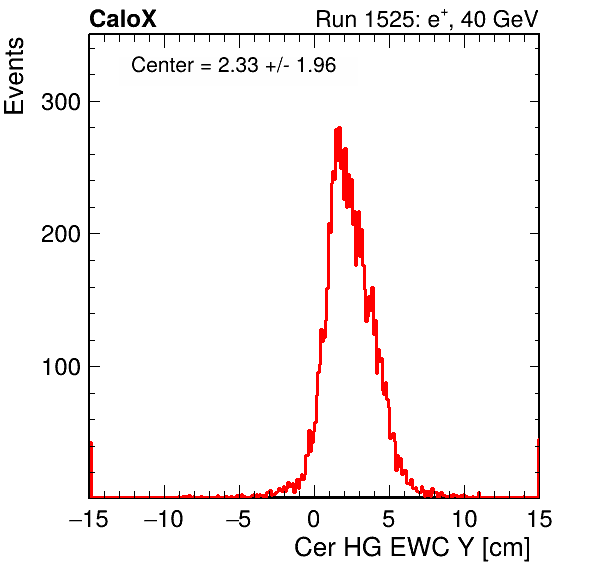 CaloX Run 1525: e+, 40 GeV
Center = 2.33 +/- 1.96
Events
300
200
100
−15 −10 −5 0 5 10 15
Cer HG EWC Y [cm]